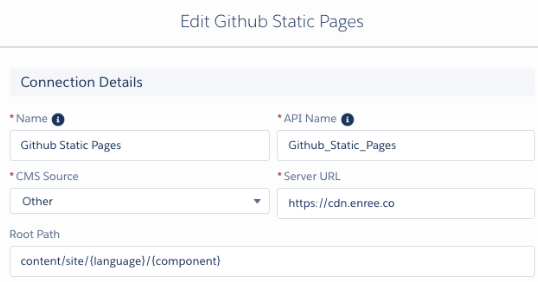 Edit Github Static Pages
Connection Details
* Name * API Name
Github Static Pages Github_Static_Pages
* CMS Source * Server URL
Other https://cdn.enree.co
Root Path
content/site/{language}/{component}